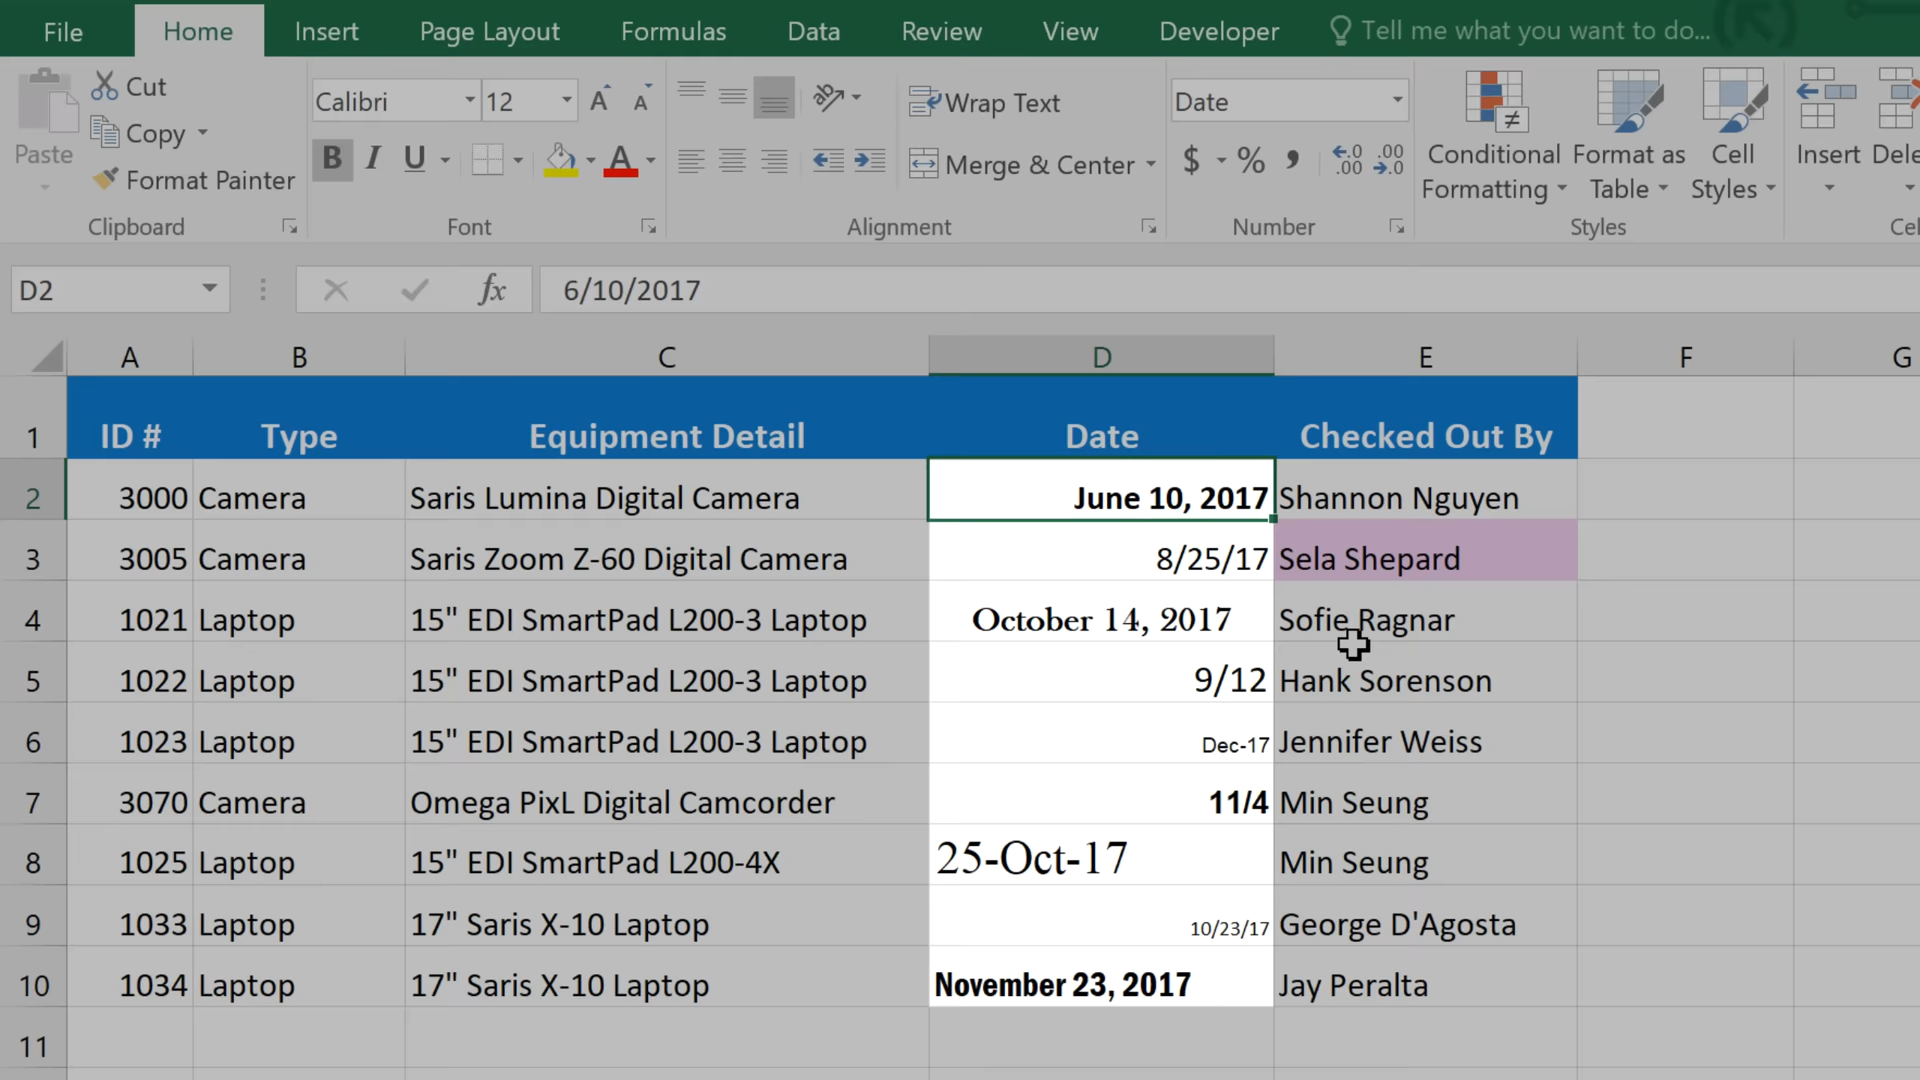 File Home Insert Page Layout Formulas Data Review View Developer Tell me what you want to do...
Paste
Cut
Copy
Format Painter
Clipboard
Calibri 12 A A
B I U A
Font
Wrap Text
Merge & Center
Alignment
Date
$ % , .0 .00 .00 .0
Number
Conditional Formatting
Format as Table
Cell Styles
Styles
Insert Dele
Cel
D2 fx 6/10/2017
A B C D E F G
1 ID # Type Equipment Detail Date Checked Out By
2 3000 Camera Saris Lumina Digital Camera June 10, 2017 Shannon Nguyen
3 3005 Camera Saris Zoom Z-60 Digital Camera 8/25/17 Sela Shepard
4 1021 Laptop 15" EDI SmartPad L200-3 Laptop October 14, 2017 Sofie Ragnar
5 1022 Laptop 15" EDI SmartPad L200-3 Laptop 9/12 Hank Sorenson
6 1023 Laptop 15" EDI SmartPad L200-3 Laptop Dec-17 Jennifer Weiss
7 3070 Camera Omega PixL Digital Camcorder 11/4 Min Seung
8 1025 Laptop 15" EDI SmartPad L200-4X 25-Oct-17 Min Seung
9 1033 Laptop 17" Saris X-10 Laptop 10/23/17 George D'Agosta
10 1034 Laptop 17" Saris X-10 Laptop November 23, 2017 Jay Peralta
11